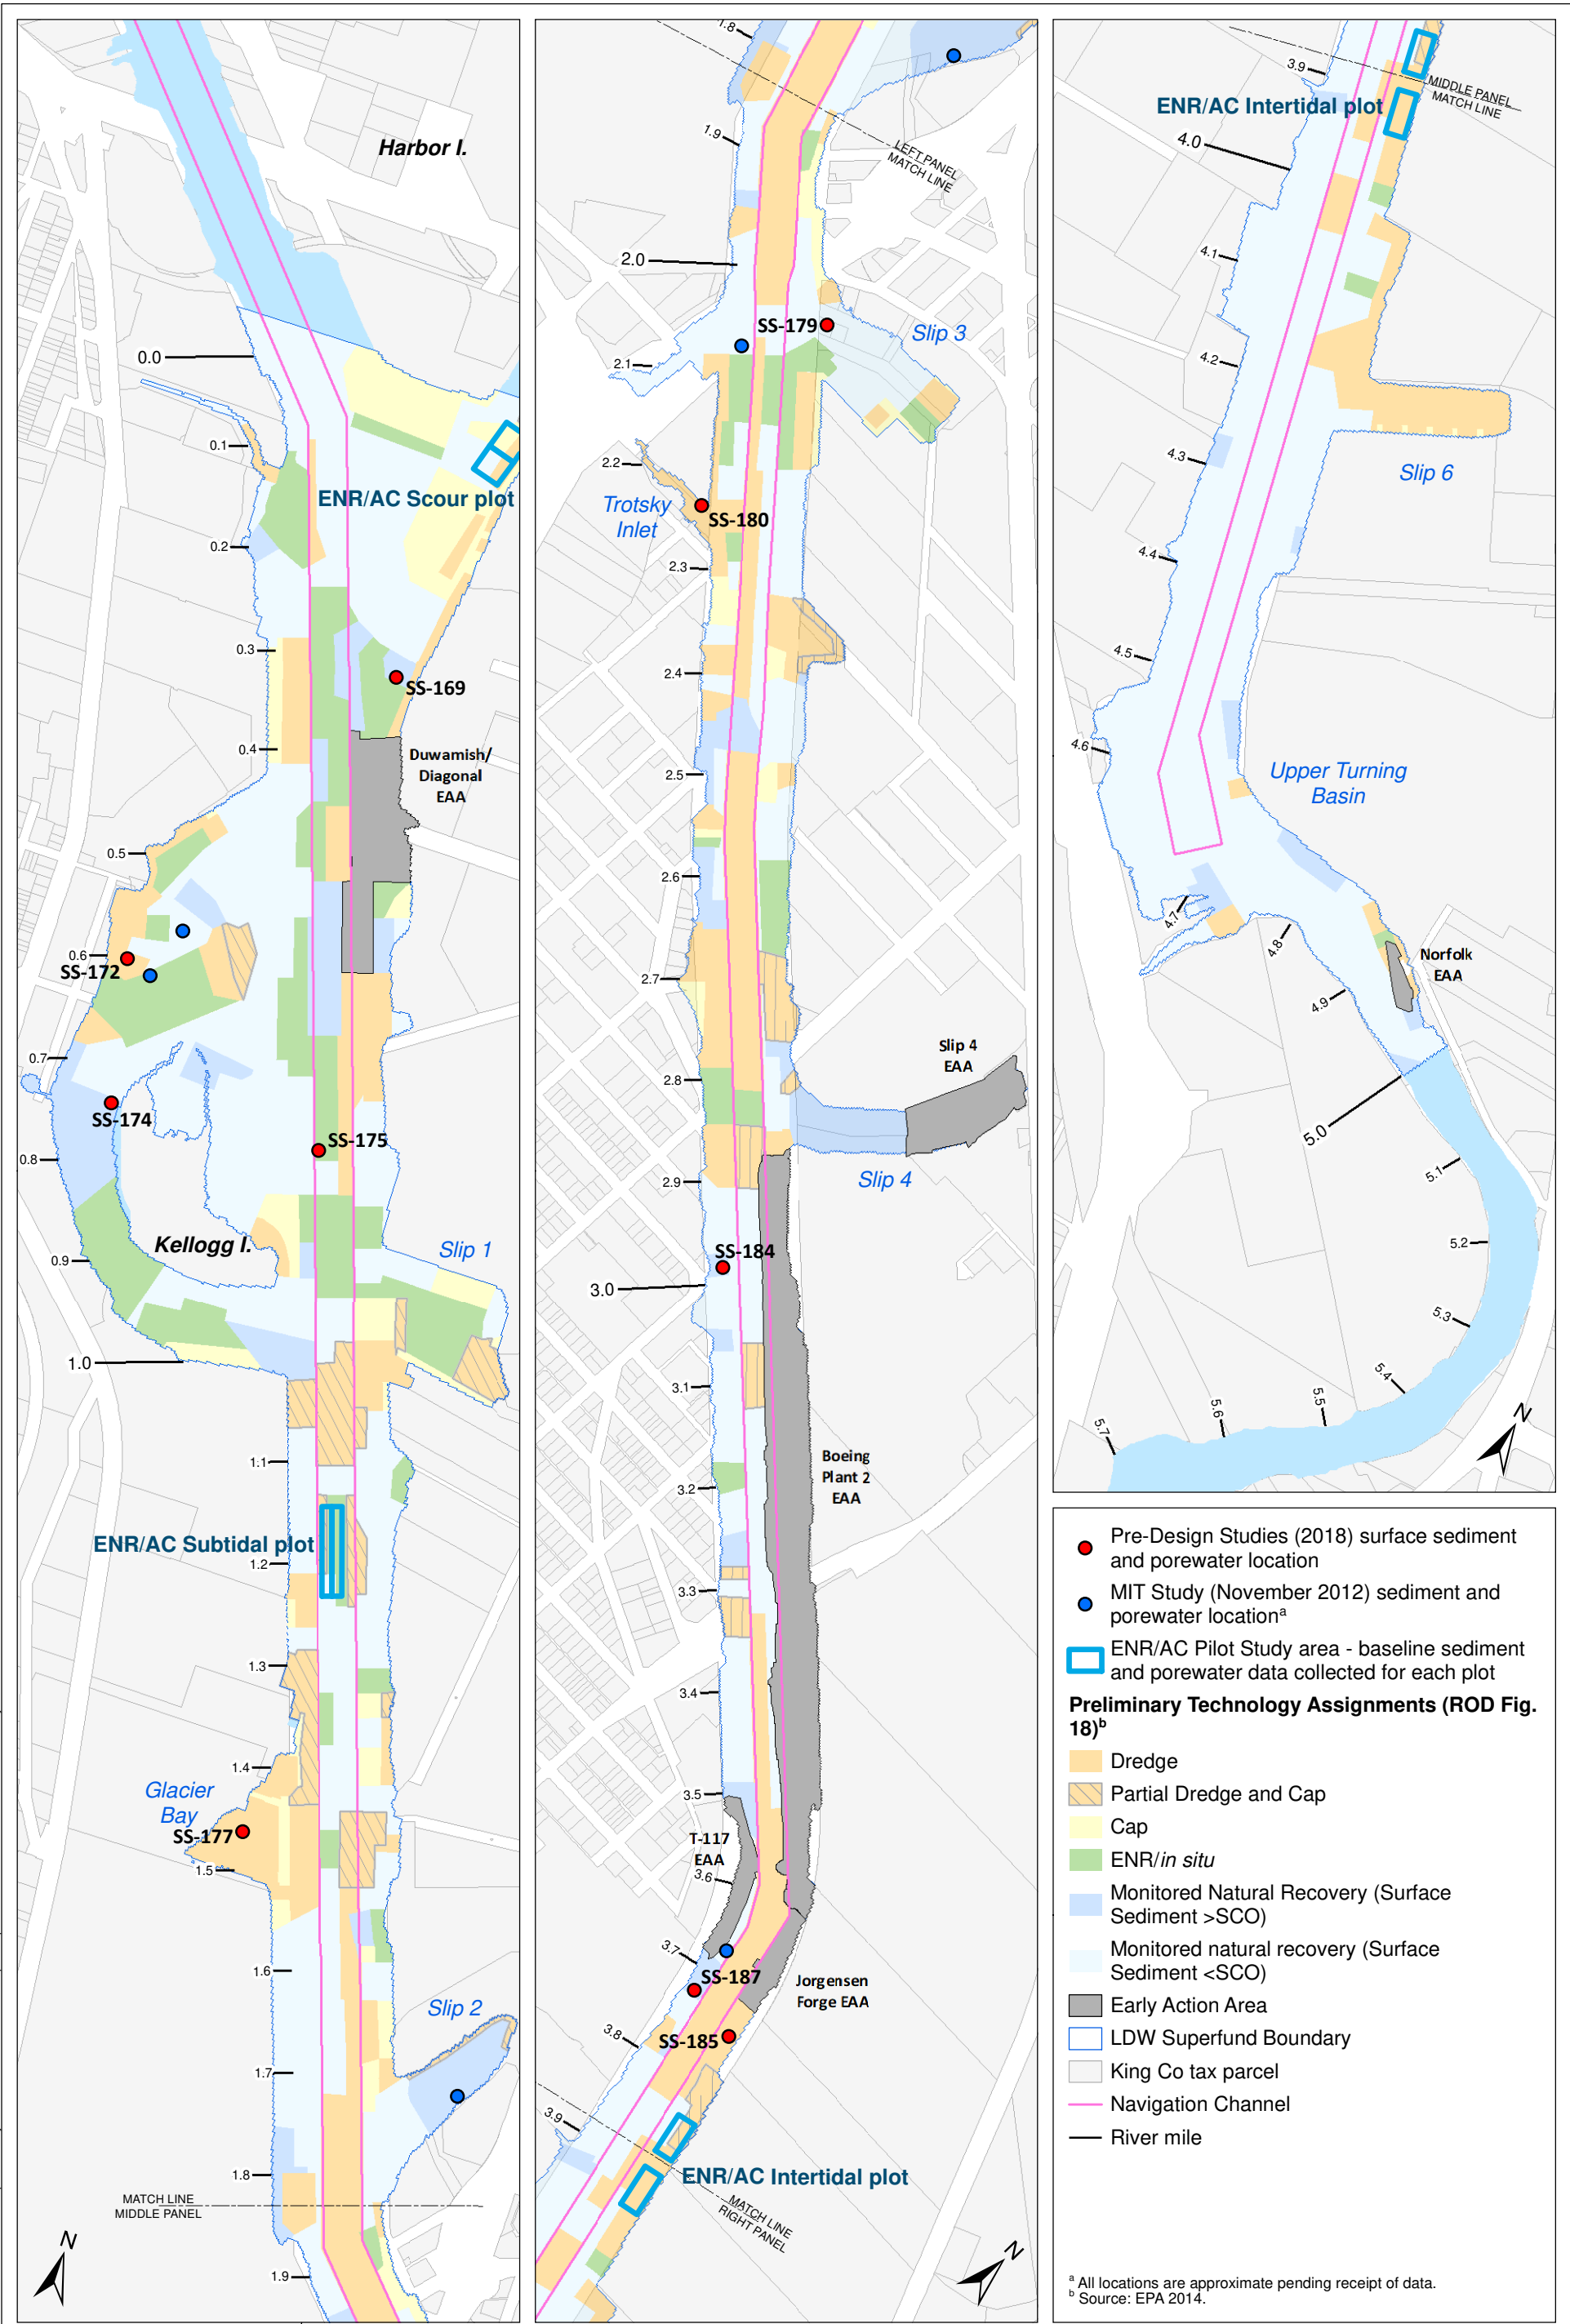 Harbor I.
0.0
0.1
ENR/AC Scour plot
0.2
0.3
SS-169
0.4
Duwamish/
Diagonal
EAA
0.5
0.6
SS-172
0.7
SS-174
SS-175
0.8
Kellogg I.
Slip 1
0.9
1.0
1.1
ENR/AC Subtidal plot
1.2
1.3
1.4
Glacier
Bay
SS-177
1.5
1.6
Slip 2
1.7
1.8
MATCH LINE
MIDDLE PANEL
N
1.9
1.8
1.9
LEFT PANEL
MATCH LINE
2.0
SS-179
Slip 3
2.1
2.2
Trotsky
Inlet
SS-180
2.3
2.4
2.5
2.6
2.7
Slip 4
EAA
2.8
Slip 4
2.9
SS-184
3.0
3.1
Boeing
Plant 2
EAA
3.2
3.3
3.4
3.5
T-117
EAA
3.6
3.7
SS-187
Jorgensen
Forge EAA
3.8
SS-185
3.9
ENR/AC Intertidal plot
MATCH LINE
RIGHT PANEL
N
3.9
MIDDLE PANEL
MATCH LINE
ENR/AC Intertidal plot
4.0
4.1
4.2
4.3
Slip 6
4.4
4.5
4.6
Upper Turning
Basin
4.7
4.8
Norfolk
EAA
4.9
5.0
5.1
5.2
5.3
5.4
5.5
5.6
5.7
N
Pre-Design Studies (2018) surface sediment
and porewater location
MIT Study (November 2012) sediment and
porewater locationa
ENR/AC Pilot Study area - baseline sediment
and porewater data collected for each plot
Preliminary Technology Assignments (ROD Fig.
18)b
Dredge
Partial Dredge and Cap
Cap
ENR/in situ
Monitored Natural Recovery (Surface
Sediment >SCO)
Monitored natural recovery (Surface
Sediment <SCO)
Early Action Area
LDW Superfund Boundary
King Co tax parcel
Navigation Channel
River mile
a All locations are approximate pending receipt of data.
b Source: EPA 2014.